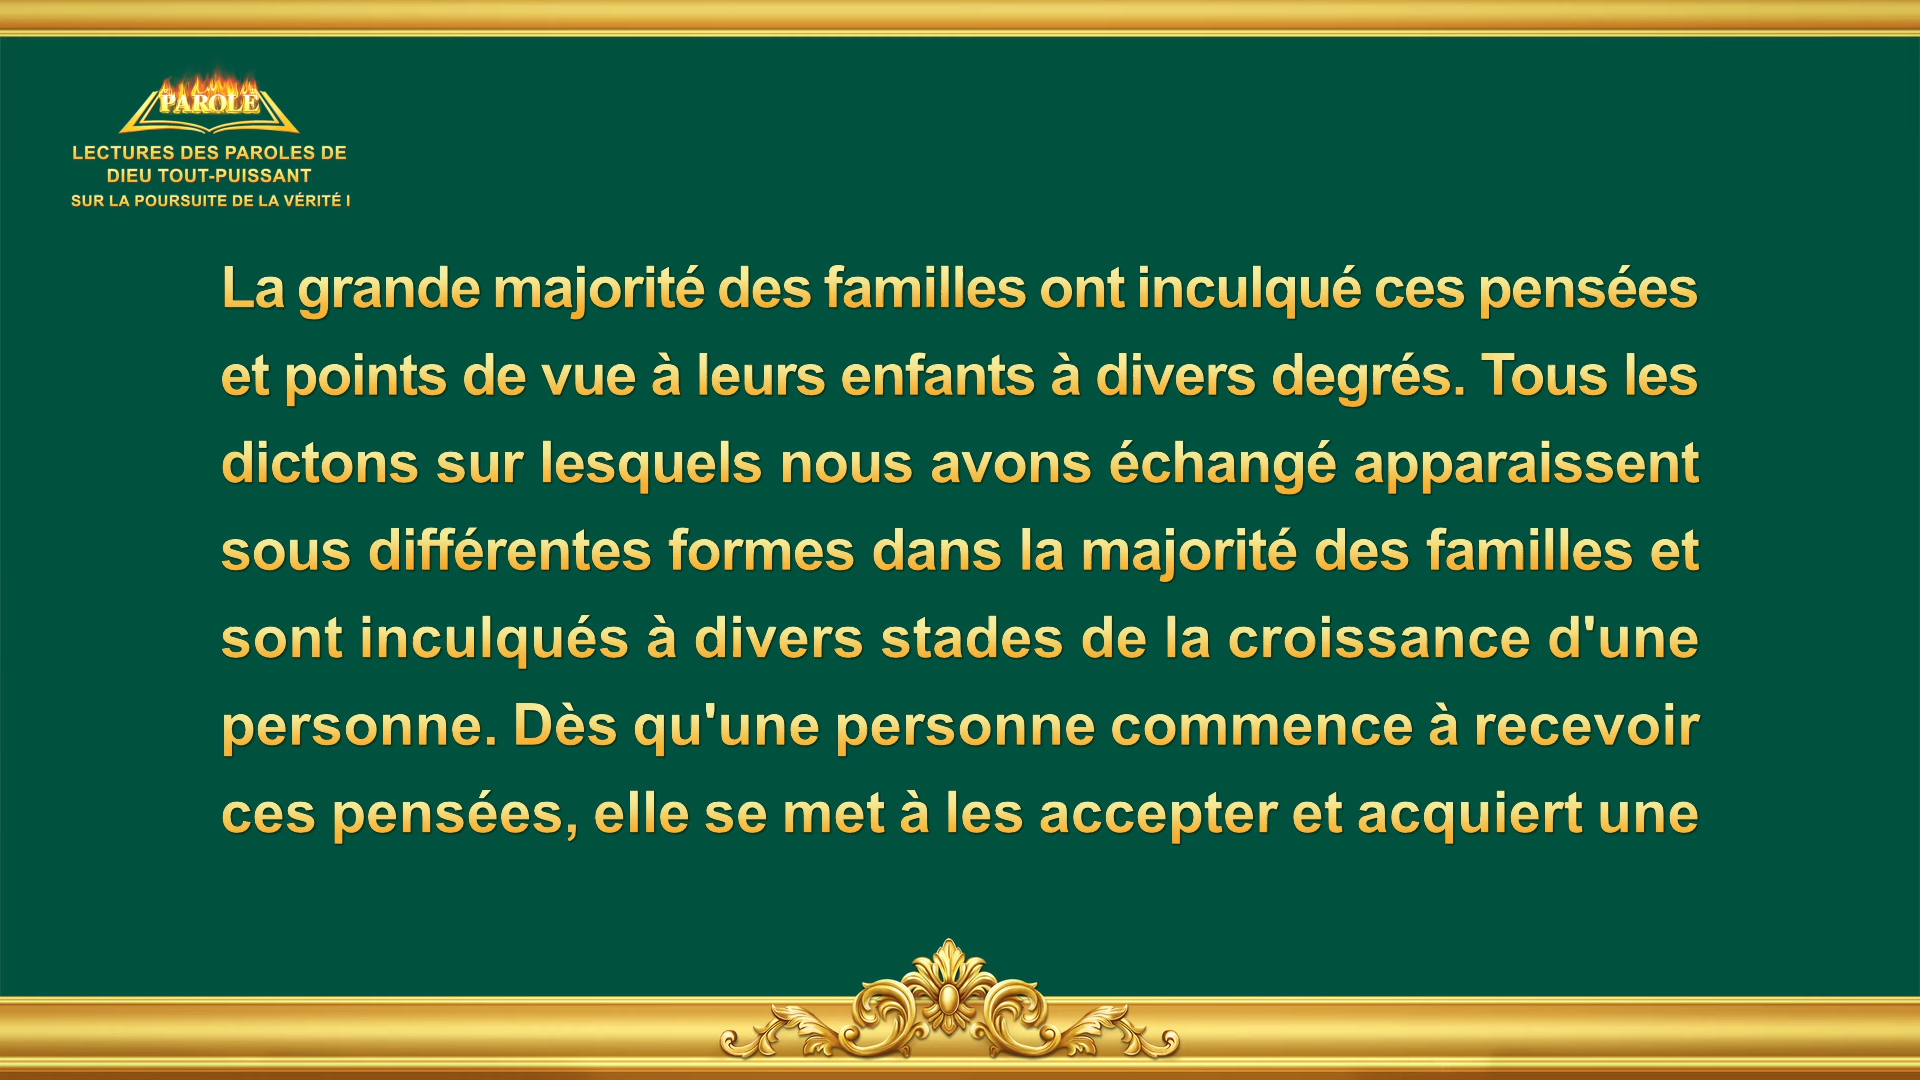 PAROLE
LECTURES DES PAROLES DE
DIEU TOUT-PUISSANT
SUR LA POURSUITE DE LA VÉRITÉ I
La grande majorité des familles ont inculqué ces pensées
et points de vue à leurs enfants à divers degrés. Tous les
dictons sur lesquels nous avons échangé apparaissent
sous différentes formes dans la majorité des familles et
sont inculqués à divers stades de la croissance d'une
personne. Dès qu'une personne commence à recevoir
ces pensées, elle se met à les accepter et acquiert une